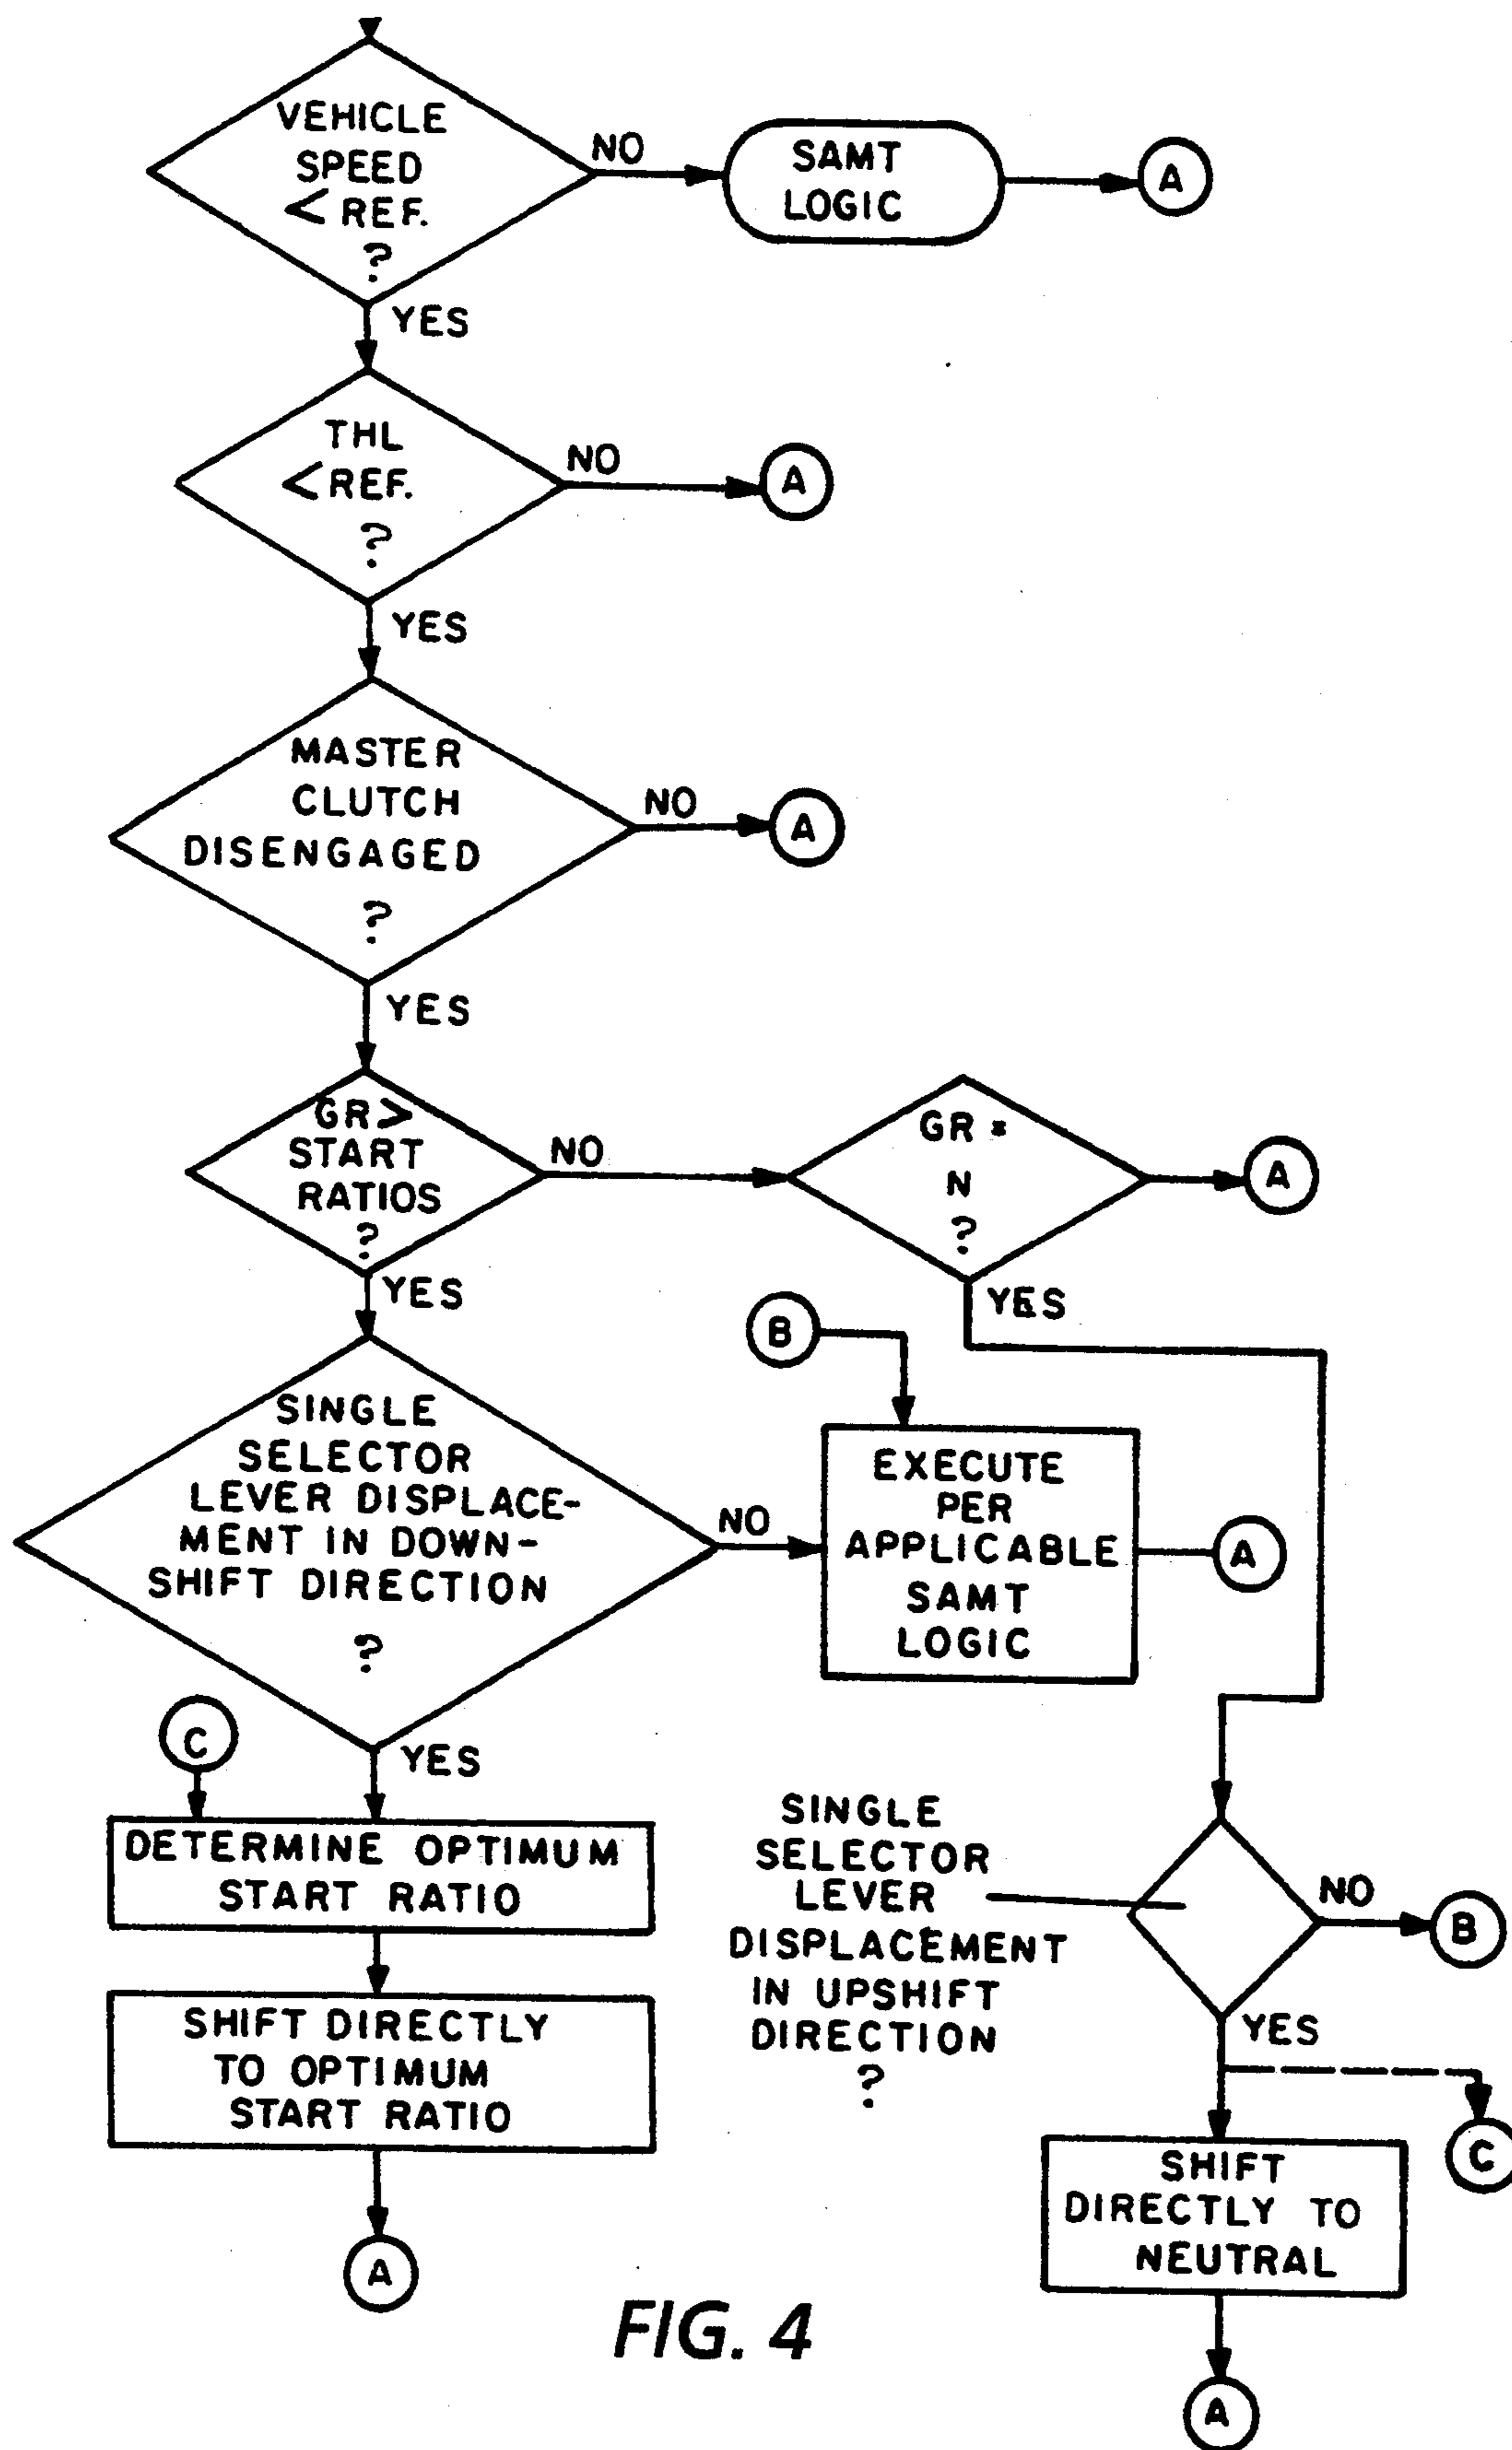 VEHICLE
SPEED
< REF.
?
NO
SAMT
LOGIC
A
YES
THL
< REF.
?
NO
A
YES
MASTER
CLUTCH
DISENGAGED
?
NO
A
YES
GR >
START
RATIOS
?
NO
GR =
N
?
A
YES
YES
B
SINGLE
SELECTOR
LEVER DISPLACE-
MENT IN DOWN-
SHIFT DIRECTION
?
NO
EXECUTE
PER
APPLICABLE
SAMT
LOGIC
A
C
YES
DETERMINE OPTIMUM
START RATIO
SINGLE
SELECTOR
LEVER
DISPLACEMENT
IN UPSHIFT
DIRECTION
?
NO
B
YES
C
SHIFT DIRECTLY
TO OPTIMUM
START RATIO
A
SHIFT
DIRECTLY TO
NEUTRAL
A
FIG. 4